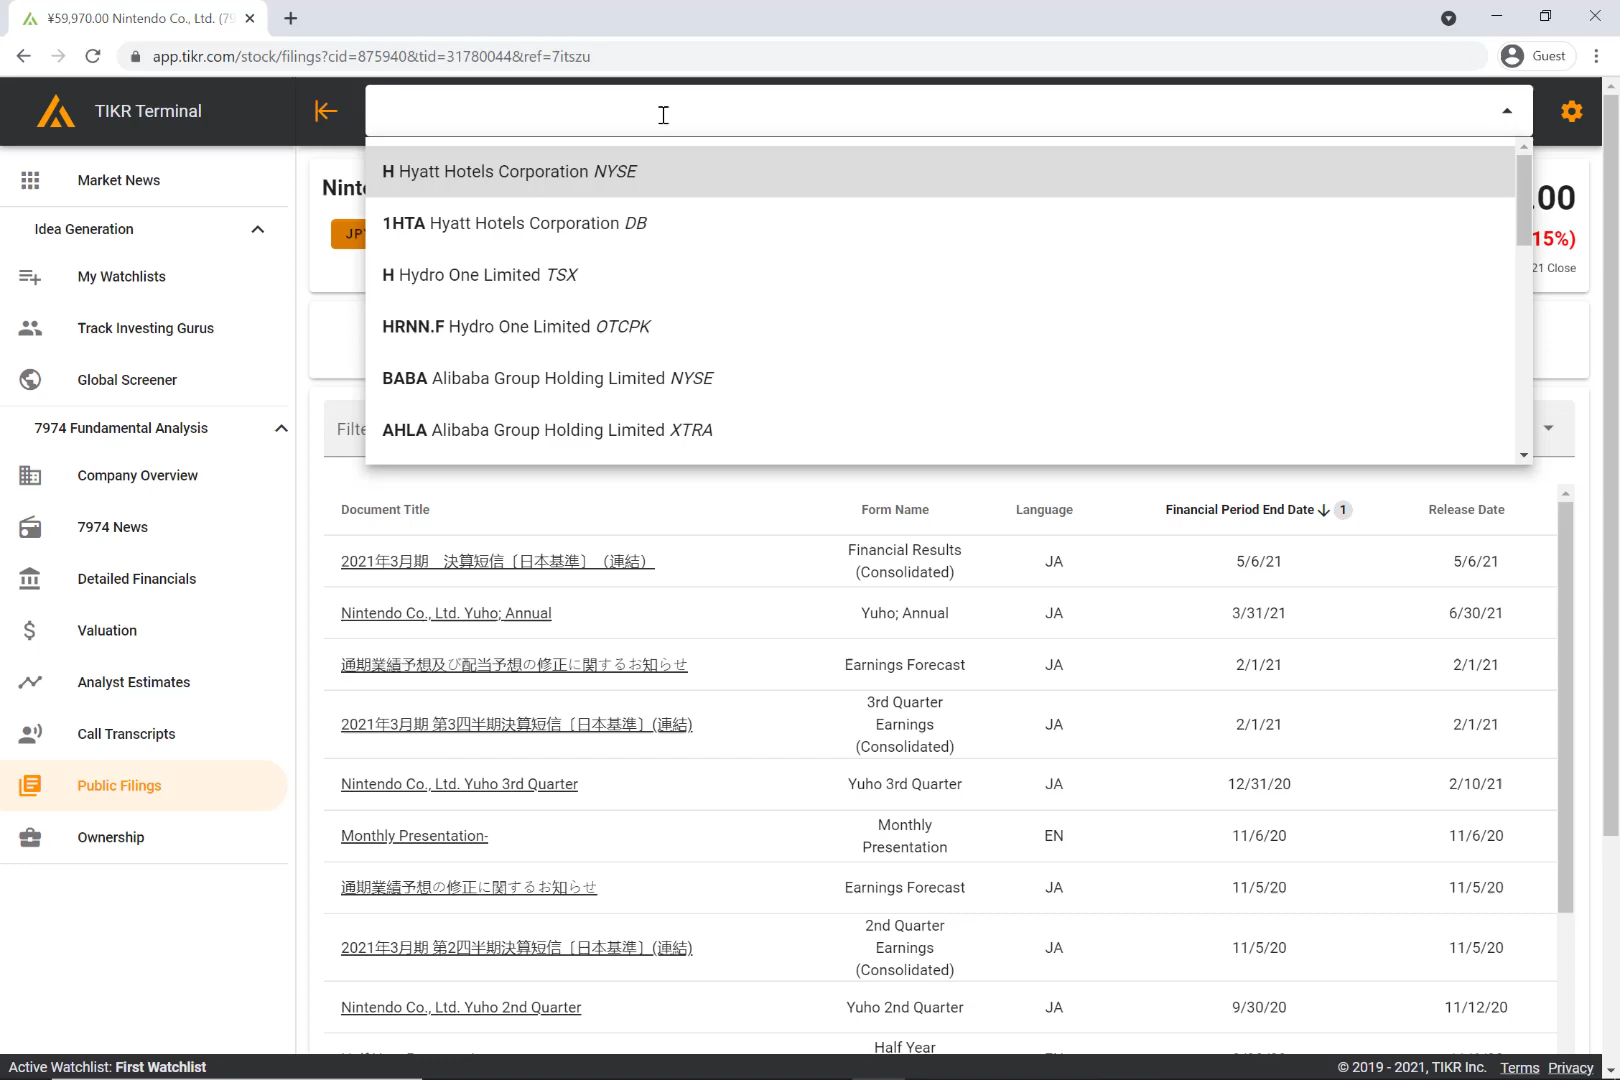 ¥59,970.00 Nintendo Co., Ltd. (79
app.tikr.com/stock/filings?cid=875940&tid=31780044&ref=7itszu
Guest
TIKR Terminal
Market News
Idea Generation
My Watchlists
Track Investing Gurus
Global Screener
7974 Fundamental Analysis
Company Overview
7974 News
Detailed Financials
Valuation
Analyst Estimates
Call Transcripts
Public Filings
Ownership
Ninte
JPY
.00
15%)
21 Close
H Hyatt Hotels Corporation NYSE
1HTA Hyatt Hotels Corporation DB
H Hydro One Limited TSX
HRNN.F Hydro One Limited OTCPK
BABA Alibaba Group Holding Limited NYSE
AHLA Alibaba Group Holding Limited XTRA
Filte
Document Title Form Name Language Financial Period End Date 1 Release Date
2021年3月期　決算短信〔日本基準〕（連結） Financial Results (Consolidated) JA 5/6/21 5/6/21
Nintendo Co., Ltd. Yuho; Annual Yuho; Annual JA 3/31/21 6/30/21
通期業績予想及び配当予想の修正に関するお知らせ Earnings Forecast JA 2/1/21 2/1/21
2021年3月期 第3四半期決算短信〔日本基準〕(連結) 3rd Quarter Earnings (Consolidated) JA 2/1/21 2/1/21
Nintendo Co., Ltd. Yuho 3rd Quarter Yuho 3rd Quarter JA 12/31/20 2/10/21
Monthly Presentation- Monthly Presentation EN 11/6/20 11/6/20
通期業績予想の修正に関するお知らせ Earnings Forecast JA 11/5/20 11/5/20
2021年3月期 第2四半期決算短信〔日本基準〕(連結) 2nd Quarter Earnings (Consolidated) JA 11/5/20 11/5/20
Nintendo Co., Ltd. Yuho 2nd Quarter Yuho 2nd Quarter JA 9/30/20 11/12/20
Half Year
Active Watchlist: First Watchlist
© 2019 - 2021, TIKR Inc. Terms Privacy